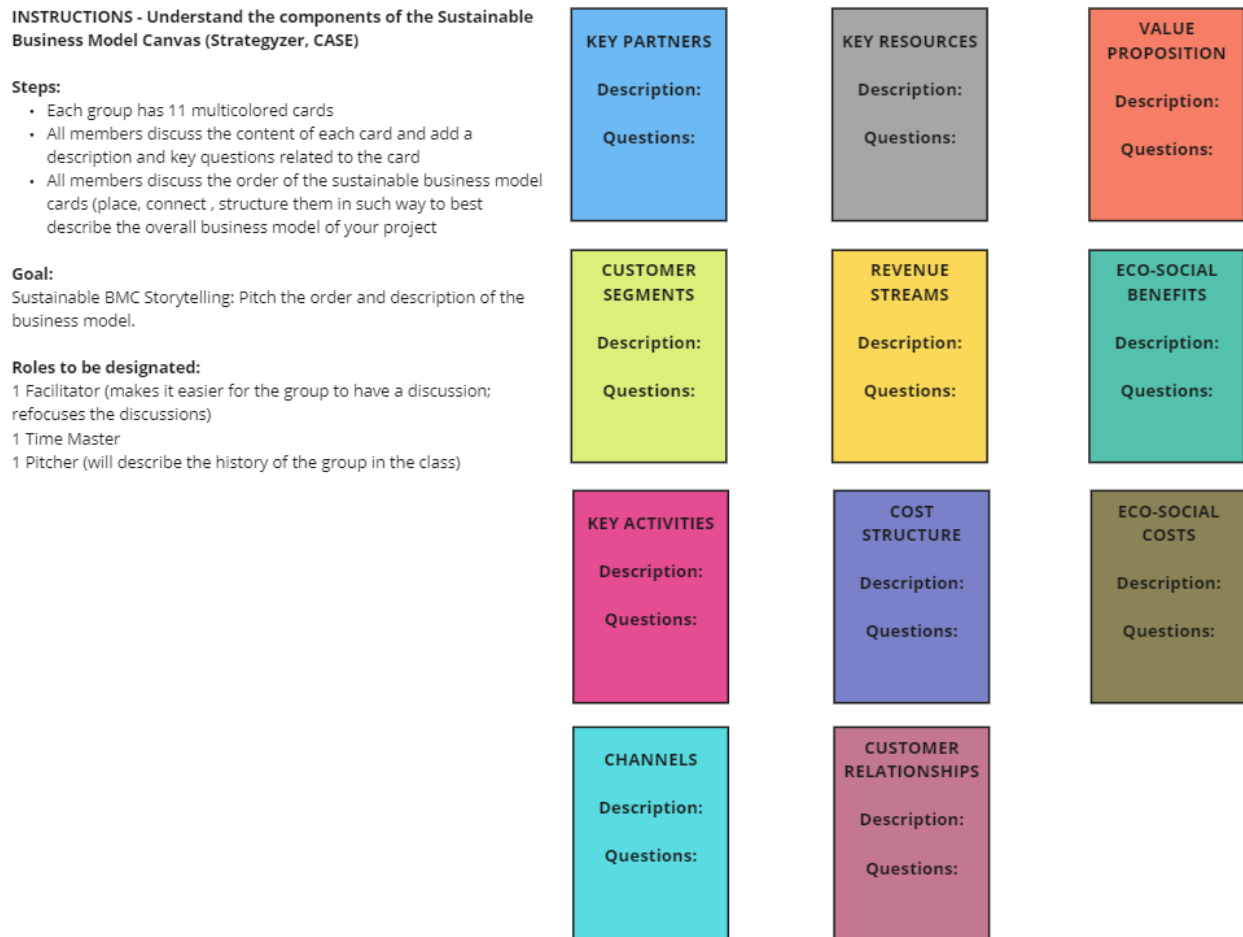 INSTRUCTIONS - Understand the components of the Sustainable
Business Model Canvas (Strategyzer, CASE)
Steps:
• Each group has 11 multicolored cards
• All members discuss the content of each card and add a
description and key questions related to the card
• All members discuss the order of the sustainable business model
cards (place, connect , structure them in such way to best
describe the overall business model of your project
Goal:
Sustainable BMC Storytelling: Pitch the order and description of the
business model.
Roles to be designated:
1 Facilitator (makes it easier for the group to have a discussion;
refocuses the discussions)
1 Time Master
1 Pitcher (will describe the history of the group in the class)
KEY PARTNERS
Description:
Questions:
KEY RESOURCES
Description:
Questions:
VALUE
PROPOSITION
Description:
Questions:
CUSTOMER
SEGMENTS
Description:
Questions:
REVENUE
STREAMS
Description:
Questions:
ECO-SOCIAL
BENEFITS
Description:
Questions:
KEY ACTIVITIES
Description:
Questions:
COST
STRUCTURE
Description:
Questions:
ECO-SOCIAL
COSTS
Description:
Questions:
CHANNELS
Description:
Questions:
CUSTOMER
RELATIONSHIPS
Description:
Questions: